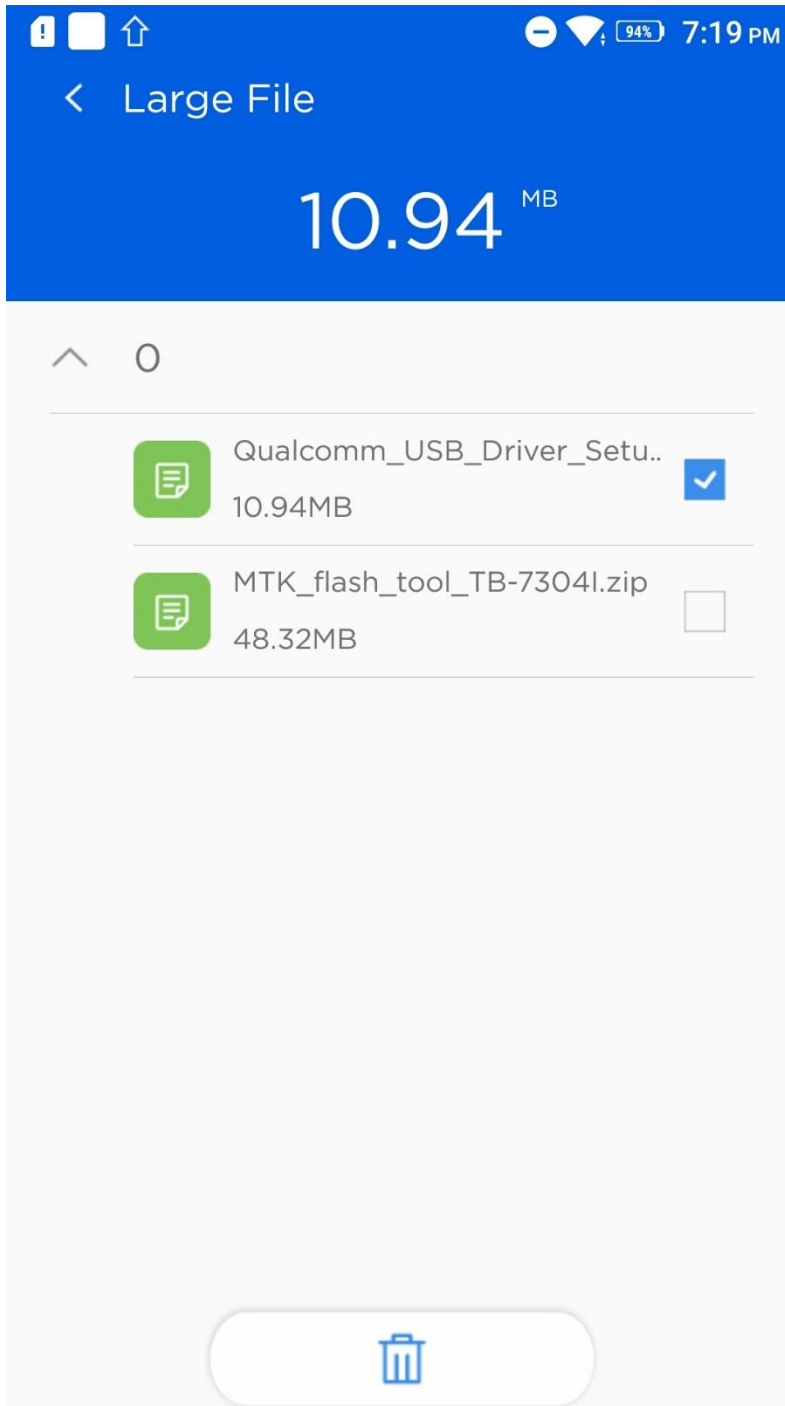 94% 7:19 PM
Large File
10.94 MB
0
Qualcomm_USB_Driver_Setu..
10.94MB
MTK_flash_tool_TB-7304I.zip
48.32MB